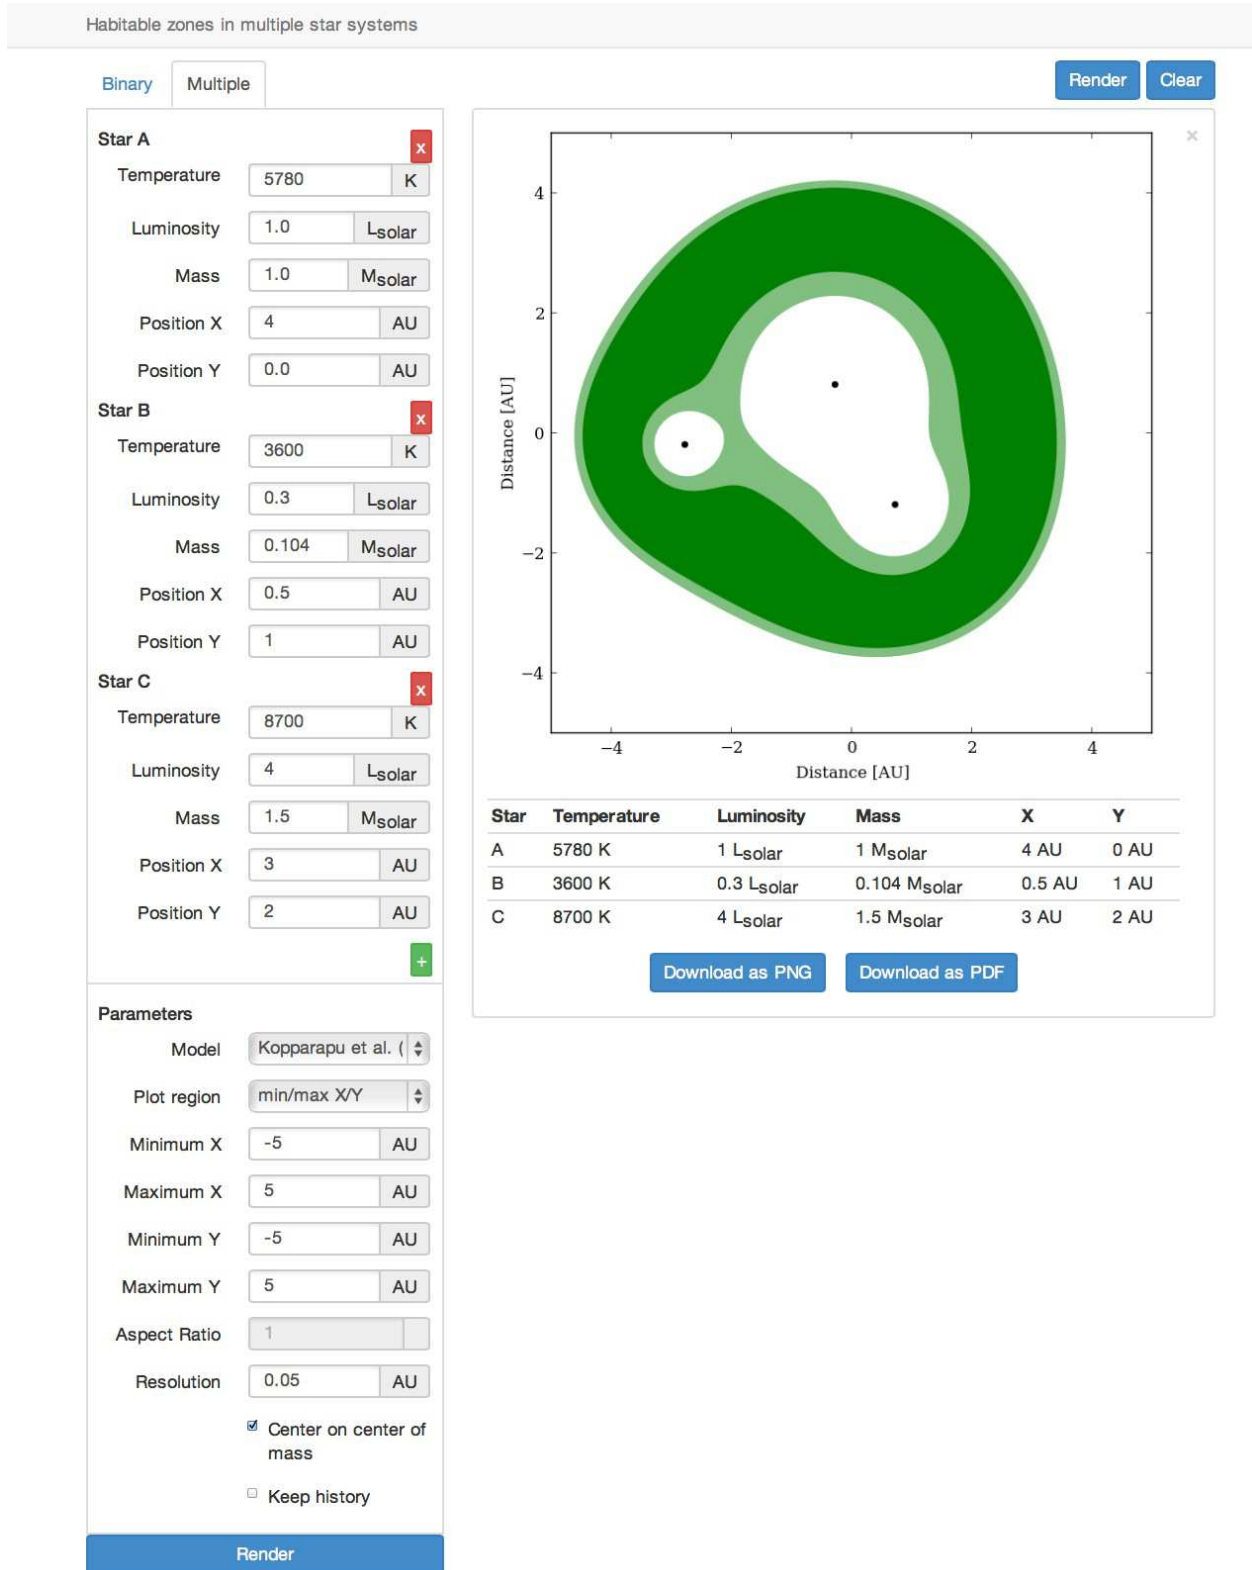 Habitable zones in multiple star systems
Binary Multiple
Render Clear
Star A x
Temperature 5780 K
Luminosity 1.0 Lsolar
Mass 1.0 Msolar
Position X 4 AU
Position Y 0.0 AU
Star B x
Temperature 3600 K
Luminosity 0.3 Lsolar
Mass 0.104 Msolar
Position X 0.5 AU
Position Y 1 AU
Star C x
Temperature 8700 K
Luminosity 4 Lsolar
Mass 1.5 Msolar
Position X 3 AU
Position Y 2 AU
+
Parameters
Model Kopparapu et al. (
Plot region min/max X/Y
Minimum X -5 AU
Maximum X 5 AU
Minimum Y -5 AU
Maximum Y 5 AU
Aspect Ratio 1
Resolution 0.05 AU
Center on center of
mass
Keep history
Render
×
4
2
0
−2
−4
Distance [AU]
−4 −2 0 2 4
Distance [AU]
Star Temperature Luminosity Mass X Y
A 5780 K 1 Lsolar 1 Msolar 4 AU 0 AU
B 3600 K 0.3 Lsolar 0.104 Msolar 0.5 AU 1 AU
C 8700 K 4 Lsolar 1.5 Msolar 3 AU 2 AU
Download as PNG Download as PDF